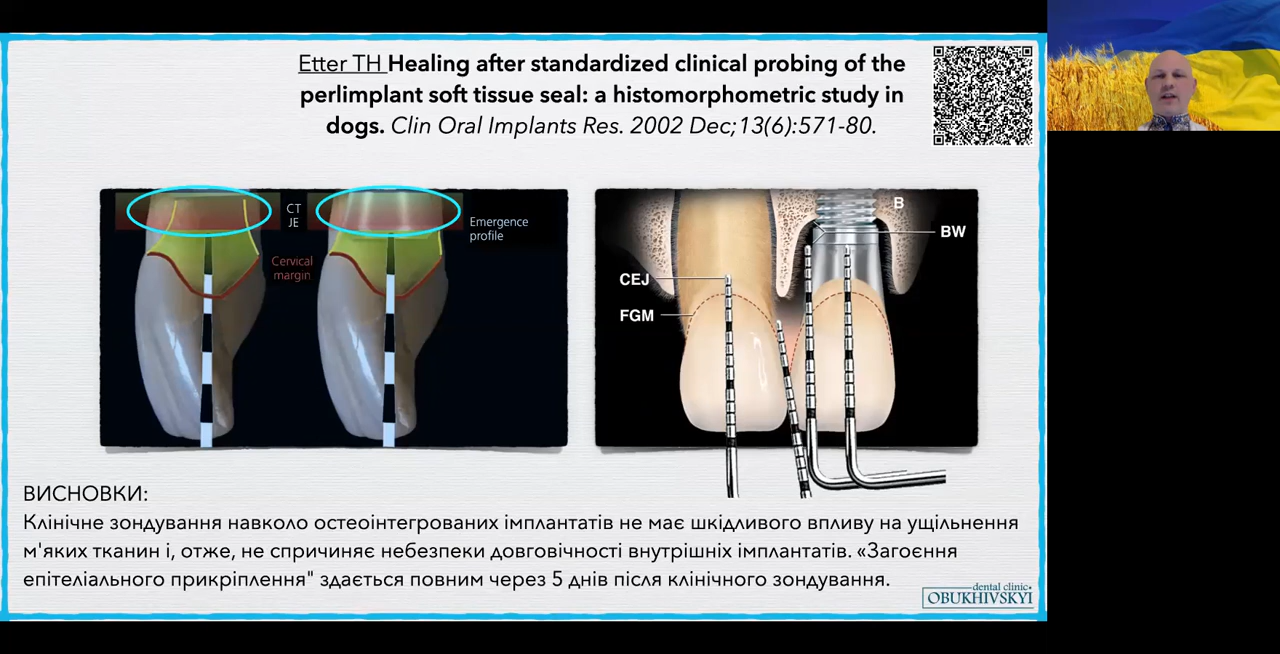 Etter TH Healing after standardized clinical probing of the
perlimplant soft tissue seal: a histomorphometric study in
dogs. Clin Oral Implants Res. 2002 Dec;13(6):571-80.
CT
JE
Emergence
profile
Cervical
margin
B
BW
CEJ
FGM
ВИСНОВКИ:
Клінічне зондування навколо остеоінтегрованих імплантатів не має шкідливого впливу на ущільнення
м'яких тканин і, отже, не спричиняє небезпеки довговічності внутрішніх імплантатів. «Загоєння
епітеліального прикріплення" здається повним через 5 днів після клінічного зондування.
dental clinic
OBUKHIVSKYI